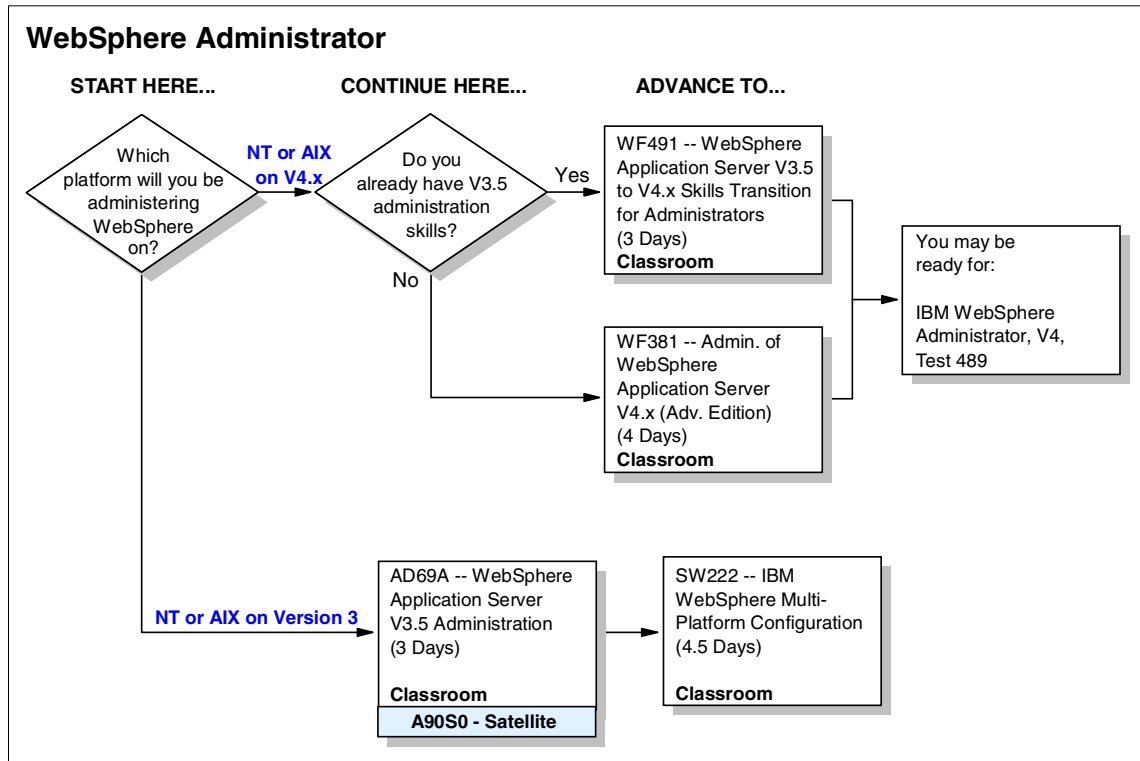 WebSphere Administrator
START HERE...
CONTINUE HERE...
ADVANCE TO...
Which
platform will you be
administering
WebSphere
on?
NT or AIX
on V4.x
Do you
already have V3.5
administration
skills?
Yes
No
WF491 -- WebSphere
Application Server V3.5
to V4.x Skills Transition
for Administrators
(3 Days)
Classroom
WF381 -- Admin. of
WebSphere
Application Server
V4.x (Adv. Edition)
(4 Days)
Classroom
You may be
ready for:
IBM WebSphere
Administrator, V4,
Test 489
NT or AIX on Version 3
AD69A -- WebSphere
Application Server
V3.5 Administration
(3 Days)
Classroom
A90S0 - Satellite
SW222 -- IBM
WebSphere Multi-
Platform Configuration
(4.5 Days)
Classroom